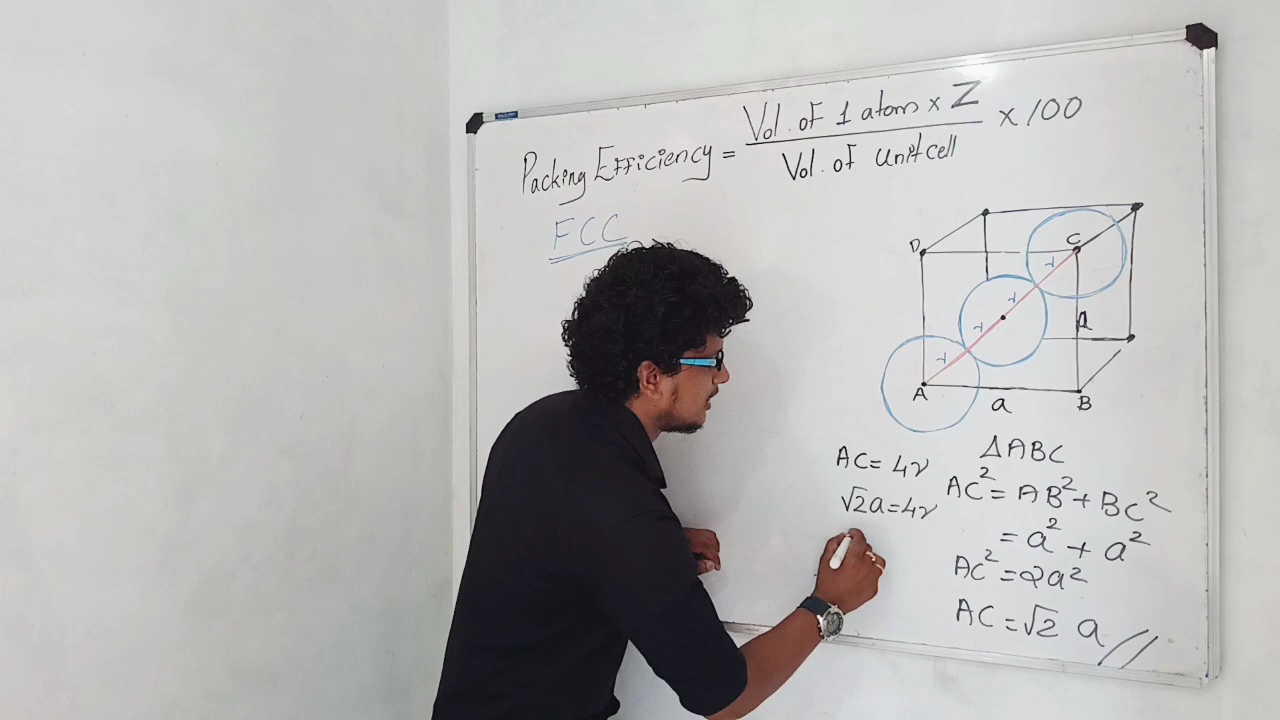 Vol. of 1 atom × Z
Packing Efficiency = ———— × 100
Vol. of unit cell
FCC
D
C
r
r
r
r
a
A
a
B
AC = 4r
√2a = 4r
ΔABC
AC² = AB² + BC²
= a² + a²
AC² = 2a²
AC = √2 a //